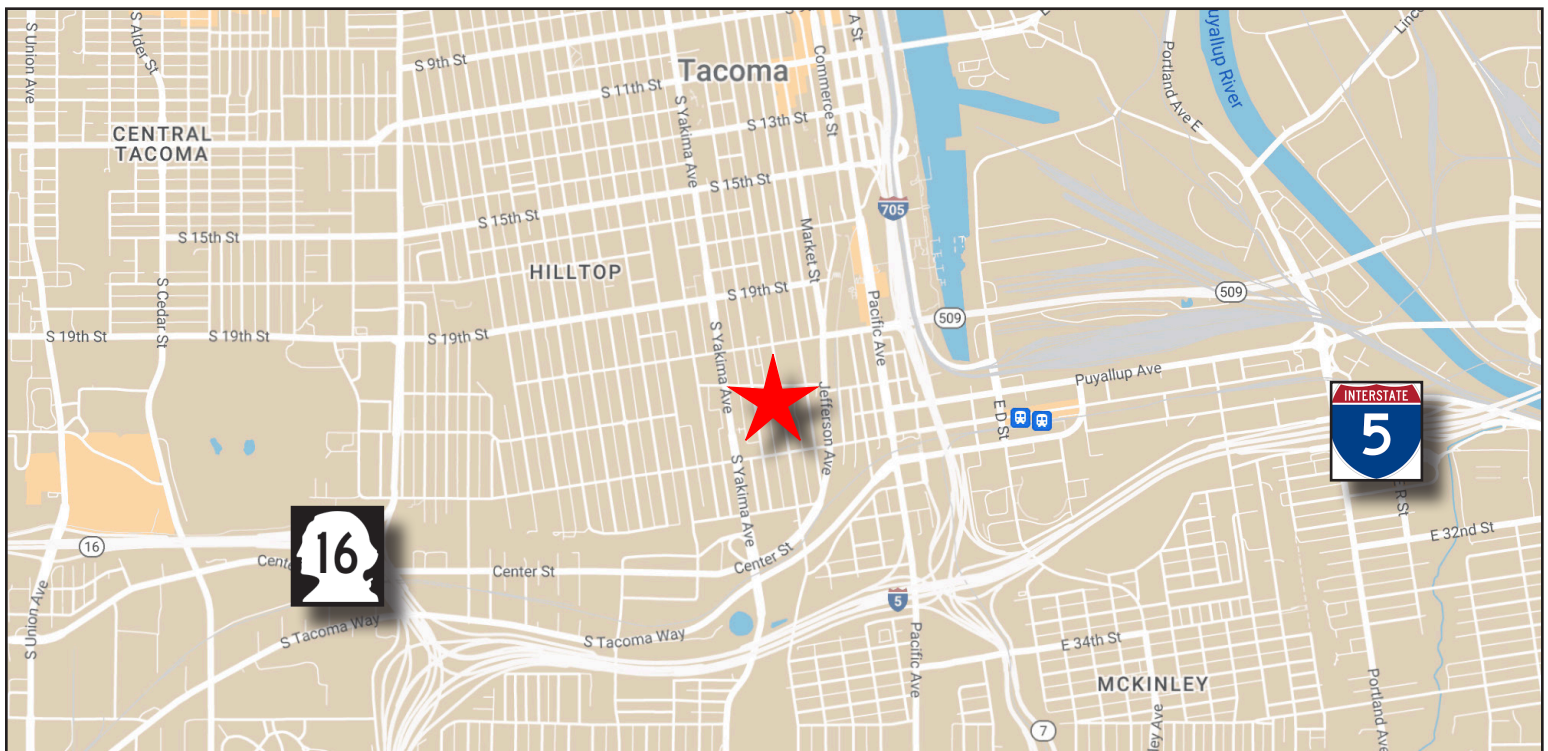 S Union Ave
S Alder St
S 9th St
S 11th St
Tacoma
Commerce St
A St
Portland Ave E
Puyallup River
CENTRAL
TACOMA
S Yakima Ave
S 13th St
S 15th St
S 15th St
S 15th St
705
HILLTOP
Market St
S 19th St
Pacific Ave
509
509
S Cedar St
S 19th St
S 19th St
S 19th St
S Yakima Ave
Jefferson Ave
Puyallup Ave
E D St
INTERSTATE
5
S Yakima Ave
16
16
Center St
Center St
E 32nd St
5
S Union Ave
S Tacoma Way
S Tacoma Way
Pacific Ave
E 34th St
MCKINLEY
Portland Ave
7